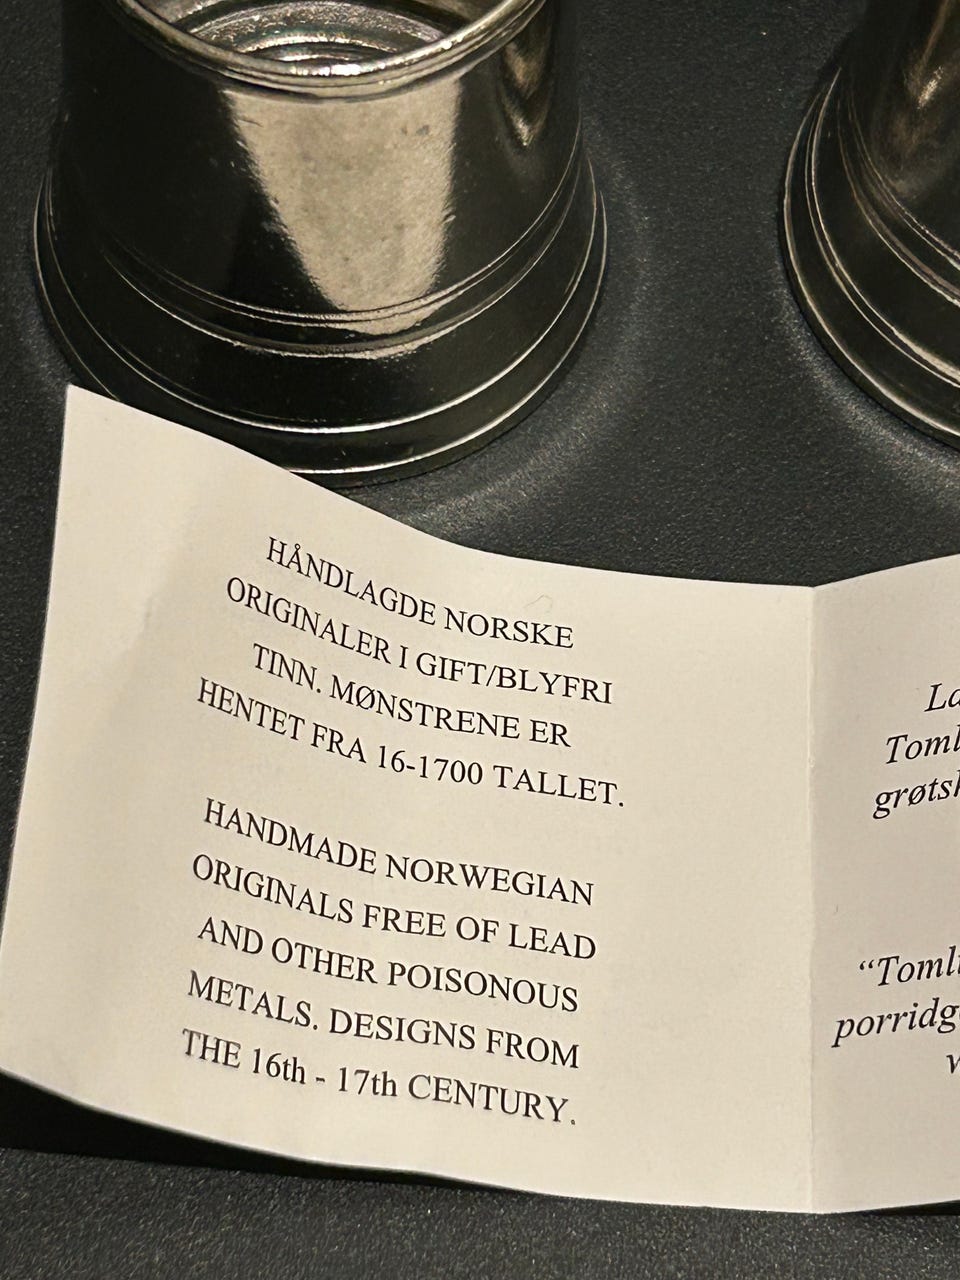 HÅNDLAGDE NORSKE
ORIGINALER I GIFT/BLYFRI
TINN. MØNSTRENE ER
HENTET FRA 16-1700 TALLET.
HANDMADE NORWEGIAN
ORIGINALS FREE OF LEAD
AND OTHER POISONOUS
METALS. DESIGNS FROM
THE 16th - 17th CENTURY.